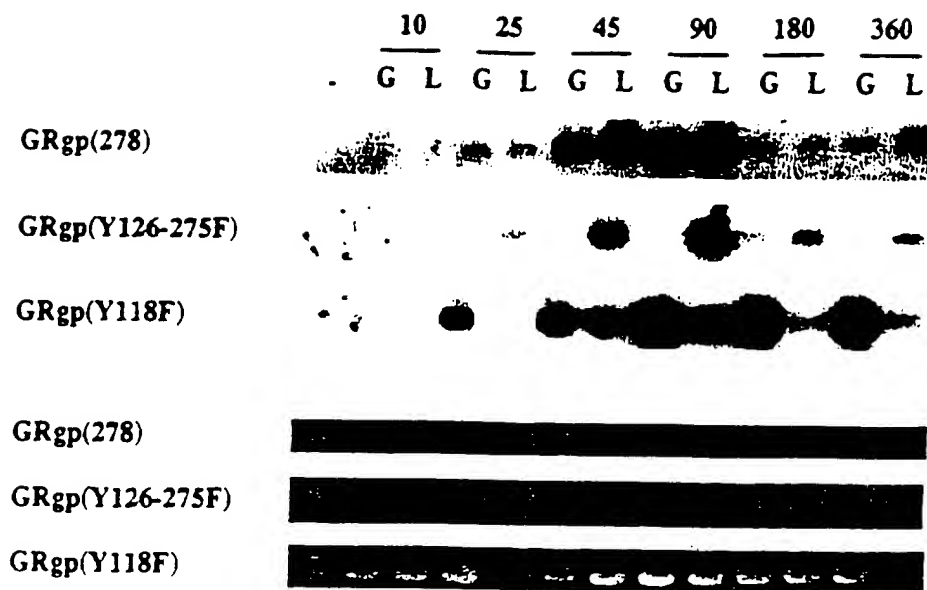 10 25 45 90 180 360
- G L G L G L G L G L G L
GRgp(278)
GRgp(Y126-275F)
GRgp(Y118F)
GRgp(278)
GRgp(Y126-275F)
GRgp(Y118F)